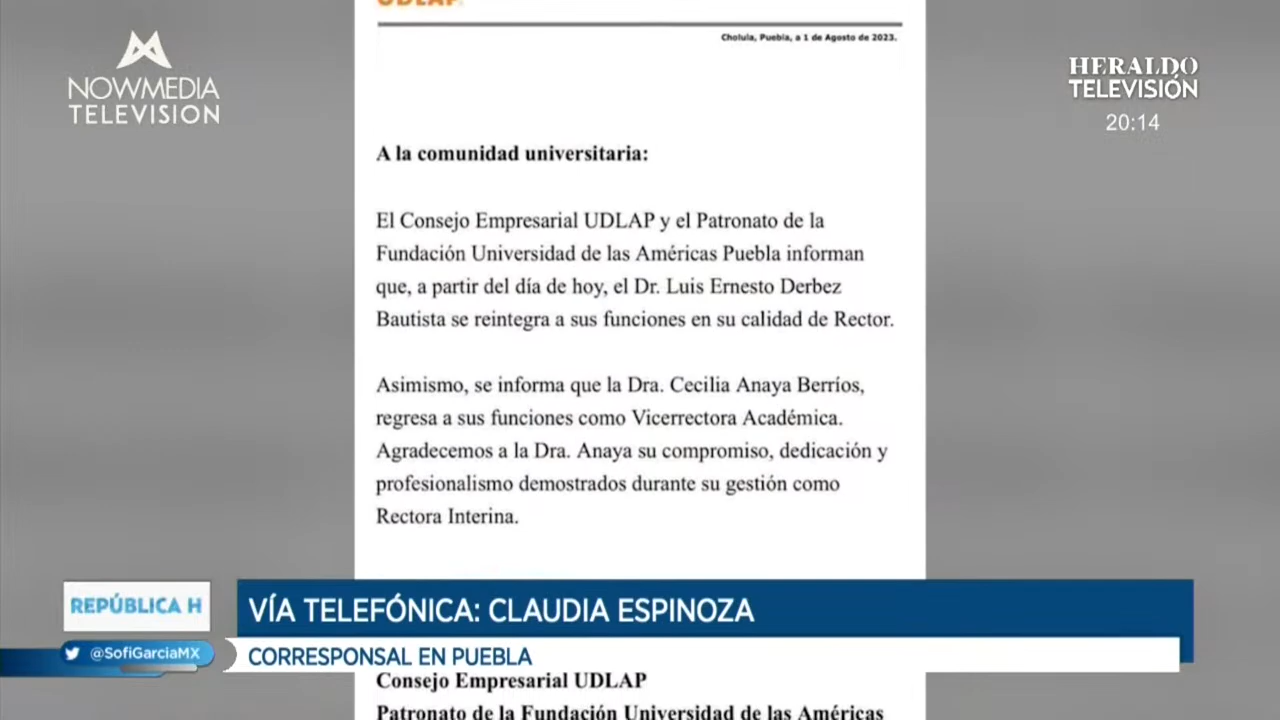 UDLAP
Cholula, Puebla, a 1 de Agosto de 2023.
NOWMEDIA
TELEVISION
HERALDO
TELEVISIÓN
20:14
A la comunidad universitaria:
El Consejo Empresarial UDLAP y el Patronato de la
Fundación Universidad de las Américas Puebla informan
que, a partir del día de hoy, el Dr. Luis Ernesto Derbez
Bautista se reintegra a sus funciones en su calidad de Rector.
Asimismo, se informa que la Dra. Cecilia Anaya Berríos,
regresa a sus funciones como Vicerrectora Académica.
Agradecemos a la Dra. Anaya su compromiso, dedicación y
profesionalismo demostrados durante su gestión como
Rectora Interina.
REPÚBLICA H
VÍA TELEFÓNICA: CLAUDIA ESPINOZA
@SofiGarciaMX
CORRESPONSAL EN PUEBLA
Consejo Empresarial UDLAP
Patronato de la Fundación Universidad de las Américas